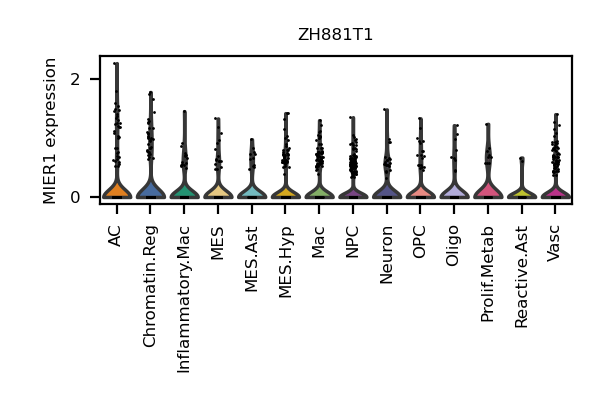 ZH881T1
MIER1 expression
2
0
AC
Chromatin.Reg
Inflammatory.Mac
MES
MES.Ast
MES.Hyp
Mac
NPC
Neuron
OPC
Oligo
Prolif.Metab
Reactive.Ast
Vasc